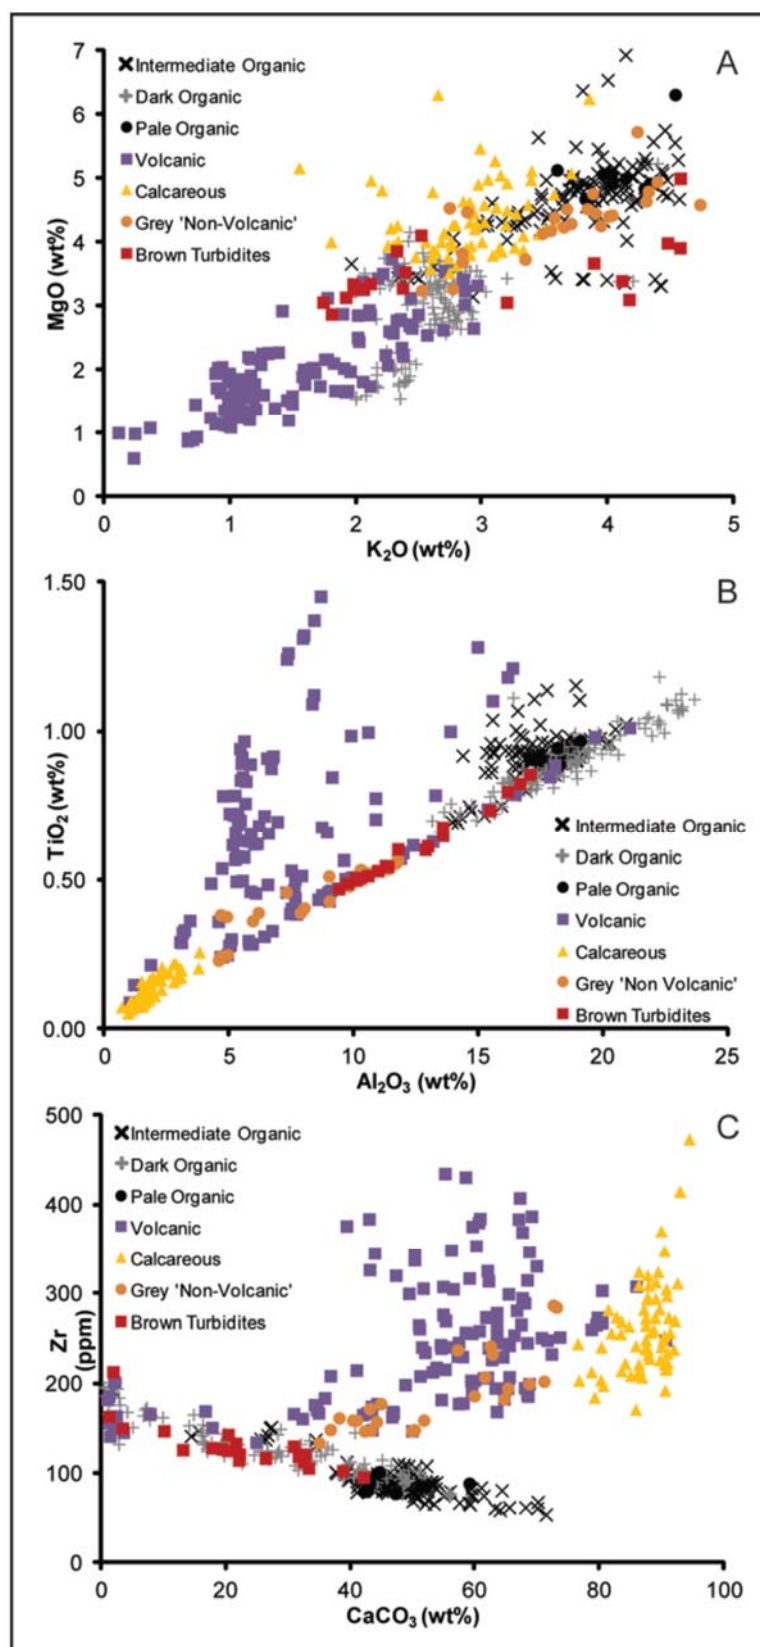 A
7
6
5
4
3
2
1
0
MgO (wt%)
Intermediate Organic
Dark Organic
Pale Organic
Volcanic
Calcareous
Grey 'Non-Volcanic'
Brown Turbidites
0 1 2 3 4 5
K₂O (wt%)
B
1.50
1.00
0.50
0.00
TiO₂ (wt%)
Intermediate Organic
Dark Organic
Pale Organic
Volcanic
Calcareous
Grey 'Non Volcanic'
Brown Turbidites
0 5 10 15 20 25
Al₂O₃ (wt%)
C
500
400
300
200
100
0
Zr
(ppm)
Intermediate Organic
Dark Organic
Pale Organic
Volcanic
Calcareous
Grey 'Non-Volcanic'
Brown Turbidites
0 20 40 60 80 100
CaCO₃ (wt%)